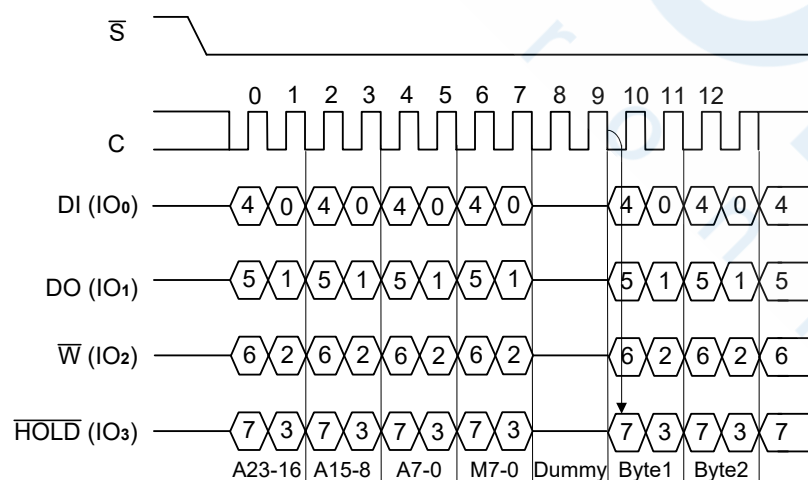 S
0 1 2 3 4 5 6 7 8 9 10 11 12
C
DI (IO0) 4 0 4 0 4 0 4 0 4 0 4 0 4
DO (IO1) 5 1 5 1 5 1 5 1 5 1 5 1 5
W (IO2) 6 2 6 2 6 2 6 2 6 2 6 2 6
HOLD (IO3) 7 3 7 3 7 3 7 3 7 3 7 3 7
A23-16 A15-8 A7-0 M7-0 Dummy Byte1 Byte2